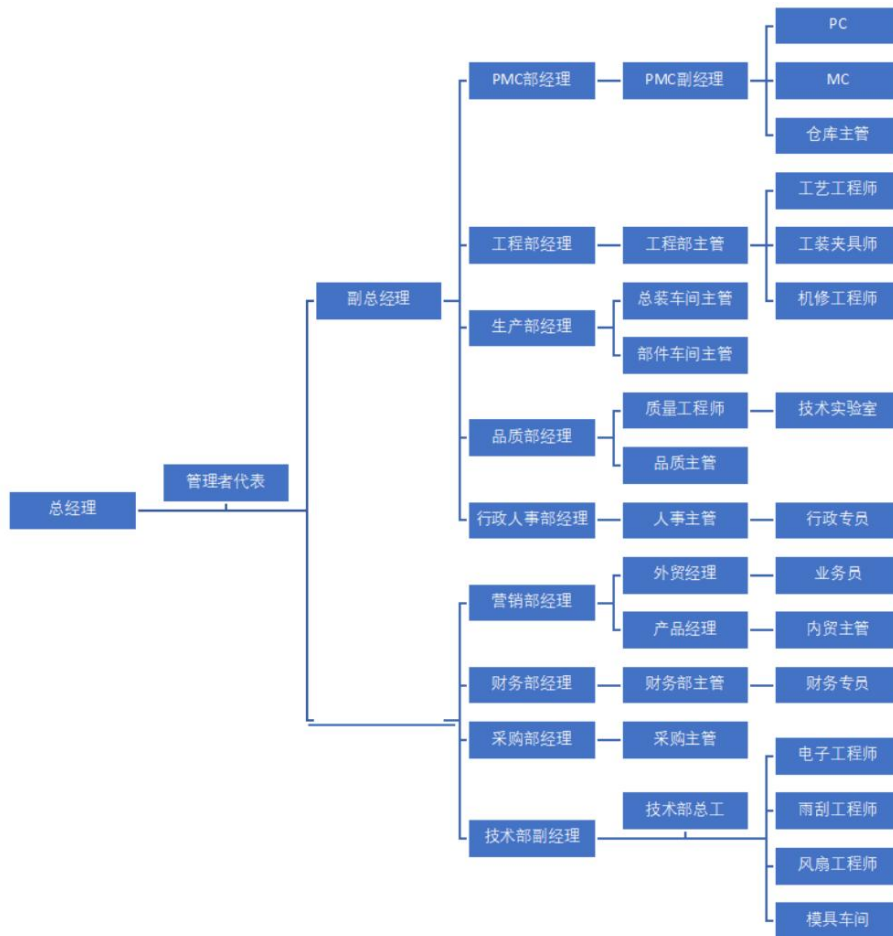 PC
PMC部经理
PMC副经理
MC
仓库主管
工艺工程师
工程部经理
工程部主管
工装夹具师
副总经理
总装车间主管
机修工程师
生产部经理
部件车间主管
质量工程师
技术实验室
品质部经理
品质主管
管理者代表
总经理
行政人事部经理
人事主管
行政专员
外贸经理
业务员
营销部经理
产品经理
内贸主管
财务部经理
财务部主管
财务专员
采购部经理
采购主管
电子工程师
技术部总工
雨刮工程师
技术部副经理
风扇工程师
模具车间